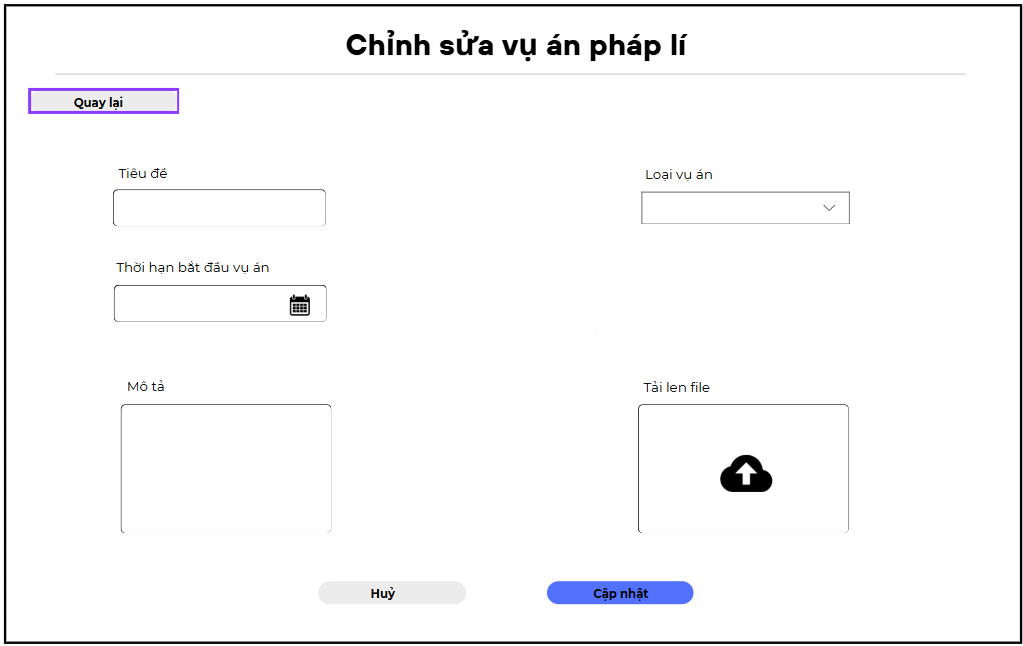 Chỉnh sửa vụ án pháp lí
Quay lại
Tiêu đề
Loại vụ án
Thời hạn bắt đầu vụ án
Mô tả
Tải len file
Huỷ
Cập nhật